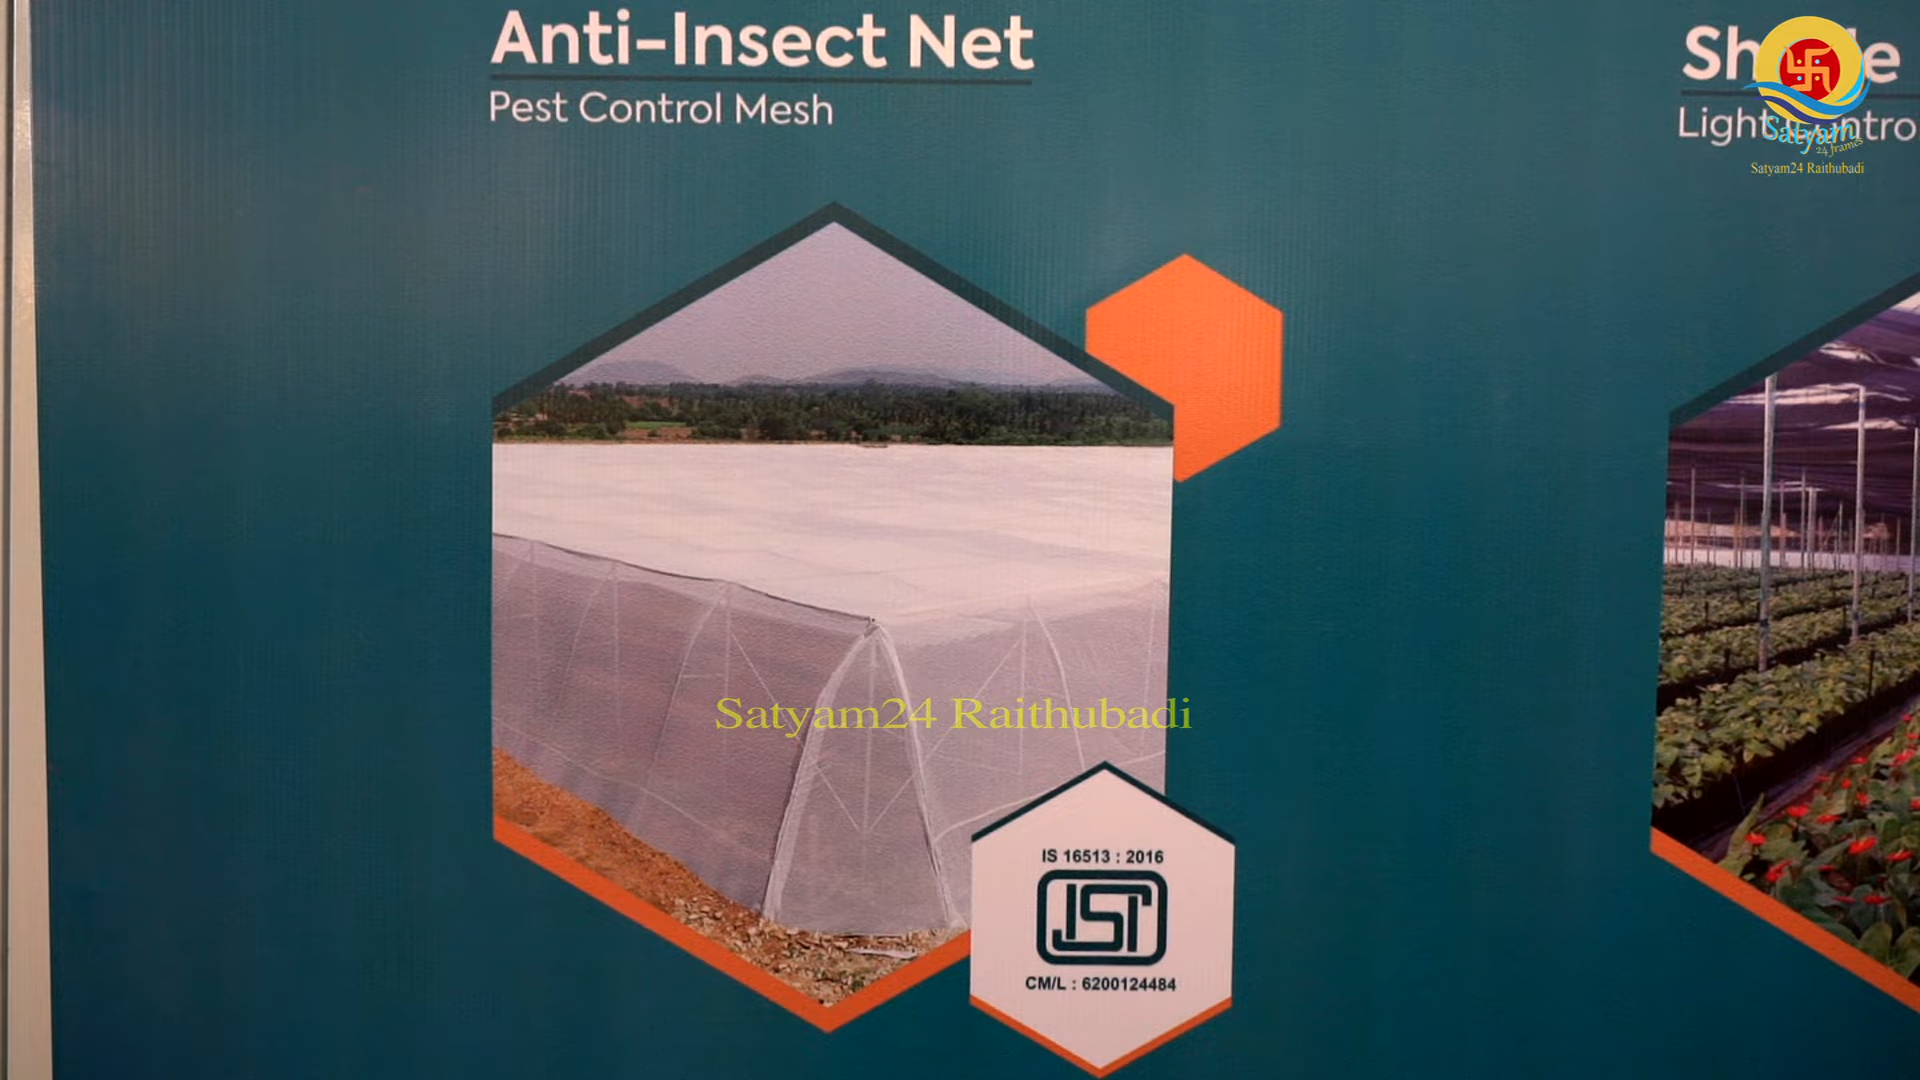 Anti-Insect Net
Pest Control Mesh
Light
Satyam
24 frames
Satyam24 Raithubadi
Satyam24 Raithubadi
IS 16513 : 2016
ISI
CM/L : 6200124484